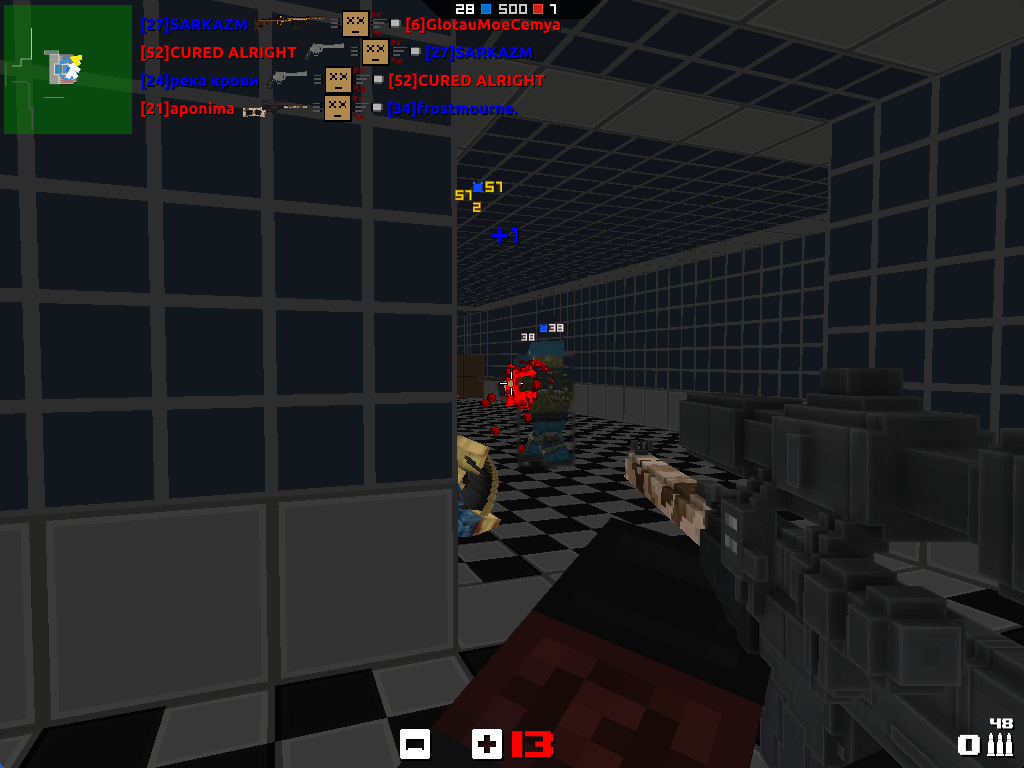 28 500 1
[27]SARKAZM [6]GlotauMoeCemya
[52]CURED ALRIGHT [27]SARKAZM
[24]река крови [52]CURED ALRIGHT
[21]aponima [34]frostmourne.
57 57
2
+1
38 38
48
13 0